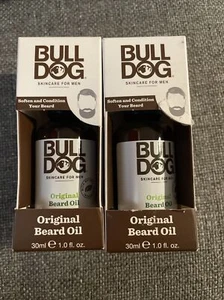 BULL
DOG
SKINCARE FOR MEN
Soften and Condition
Your Beard
BULL
DOG
SKINCARE FOR MEN
Original
Beard Oil
Original
Beard Oil
30ml ℮ 1.0 fl. oz.
BULL
DOG
SKINCARE FOR MEN
Soften and Condition
Your Beard
BULL
DOG
SKINCARE FOR MEN
Original
Beard Oil
Original
Beard Oil
30ml ℮ 1.0 fl. oz.